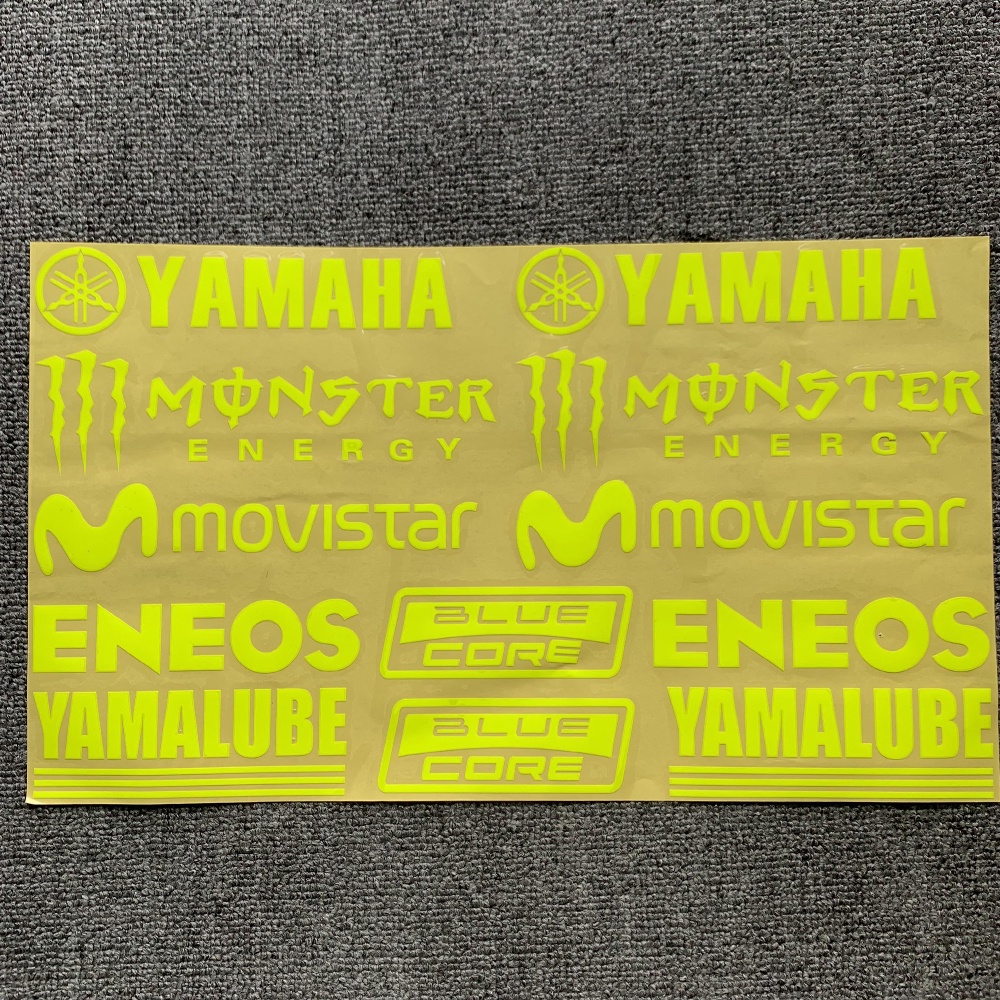 YAMAHA YAMAHA
MONSTER MONSTER
ENERGY ENERGY
movistar movistar
ENEOS BLUE CORE ENEOS
YAMALUBE BLUE CORE YAMALUBE